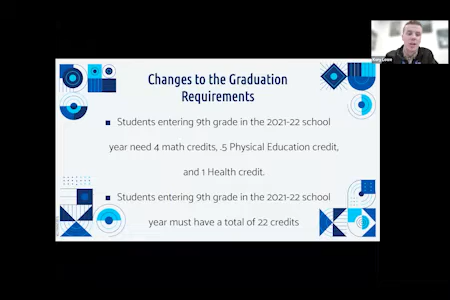 Changes to the Graduation
Requirements
Students entering 9th grade in the 2021-22 school
year need 4 math credits, .5 Physical Education credit,
and 1 Health credit.
Students entering 9th grade in the 2021-22 school
year must have a total of 22 credits